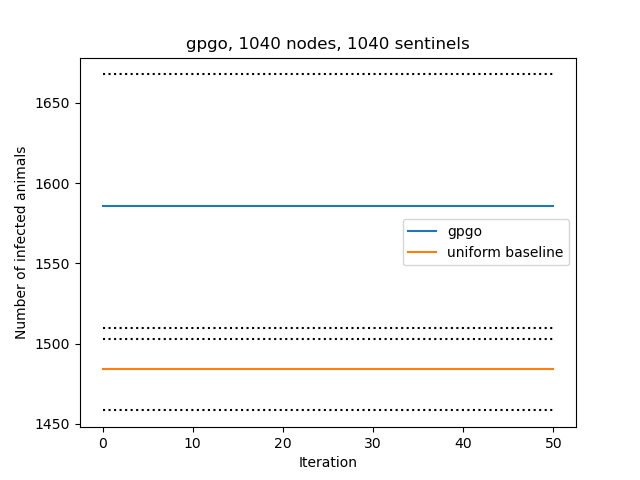 gpgo, 1040 nodes, 1040 sentinels
Number of infected animals
1650
1600
1550
1500
1450
gpgo
uniform baseline
0 10 20 30 40 50
Iteration